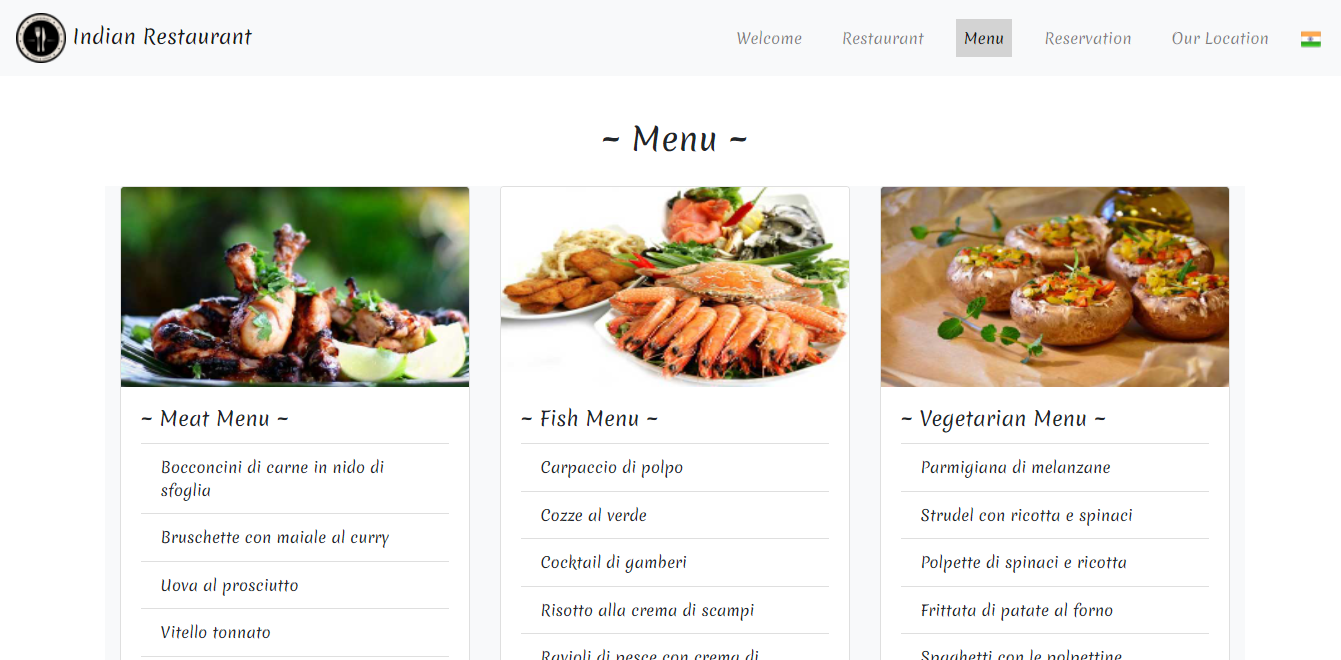 Indian Restaurant
Welcome
Restaurant
Menu
Reservation
Our Location
~ Menu ~
~ Meat Menu ~
Bocconcini di carne in nido di
sfoglia
Bruschette con maiale al curry
Uova al prosciutto
Vitello tonnato
~ Fish Menu ~
Carpaccio di polpo
Cozze al verde
Cocktail di gamberi
Risotto alla crema di scampi
Ravioli di pesce con crema di
~ Vegetarian Menu ~
Parmigiana di melanzane
Strudel con ricotta e spinaci
Polpette di spinaci e ricotta
Frittata di patate al forno
Spaghetti con le polpettine